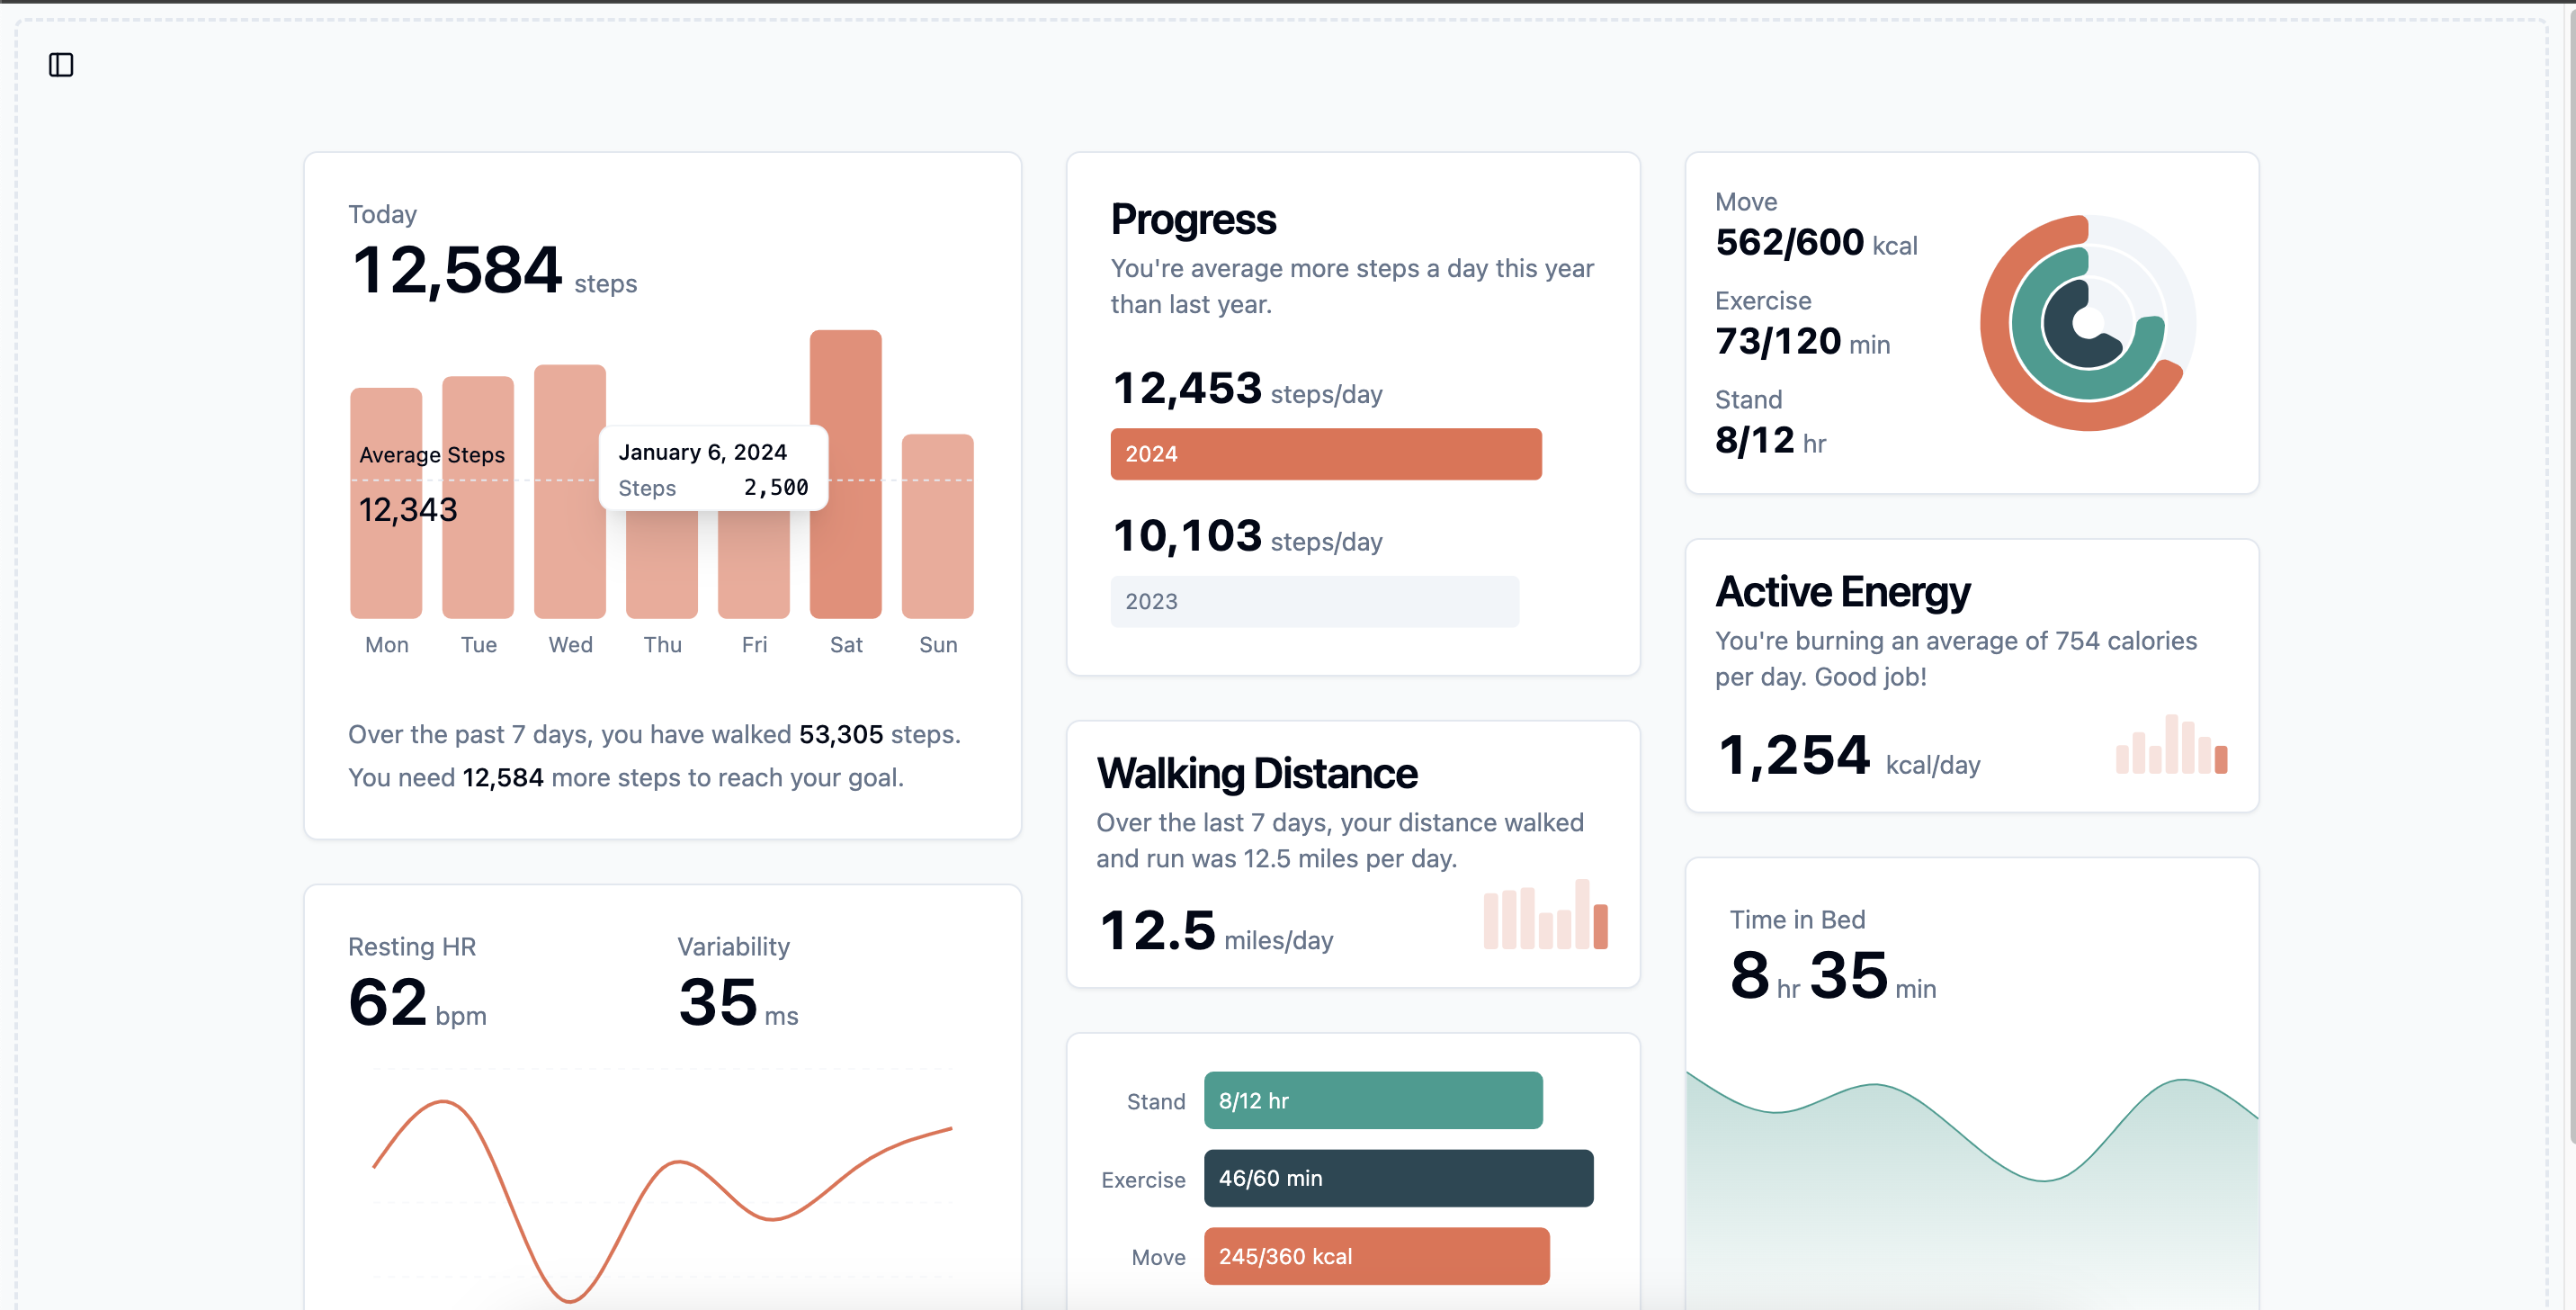 Today
12,584 steps
Average Steps
12,343
January 6, 2024
Steps 2,500
Mon Tue Wed Thu Fri Sat Sun
Over the past 7 days, you have walked 53,305 steps.
You need 12,584 more steps to reach your goal.
Resting HR
62 bpm
Variability
35 ms
Progress
You're average more steps a day this year
than last year.
12,453 steps/day
2024
10,103 steps/day
2023
Walking Distance
Over the last 7 days, your distance walked
and run was 12.5 miles per day.
12.5 miles/day
Stand 8/12 hr
Exercise 46/60 min
Move 245/360 kcal
Move
562/600 kcal
Exercise
73/120 min
Stand
8/12 hr
Active Energy
You're burning an average of 754 calories
per day. Good job!
1,254 kcal/day
Time in Bed
8 hr 35 min